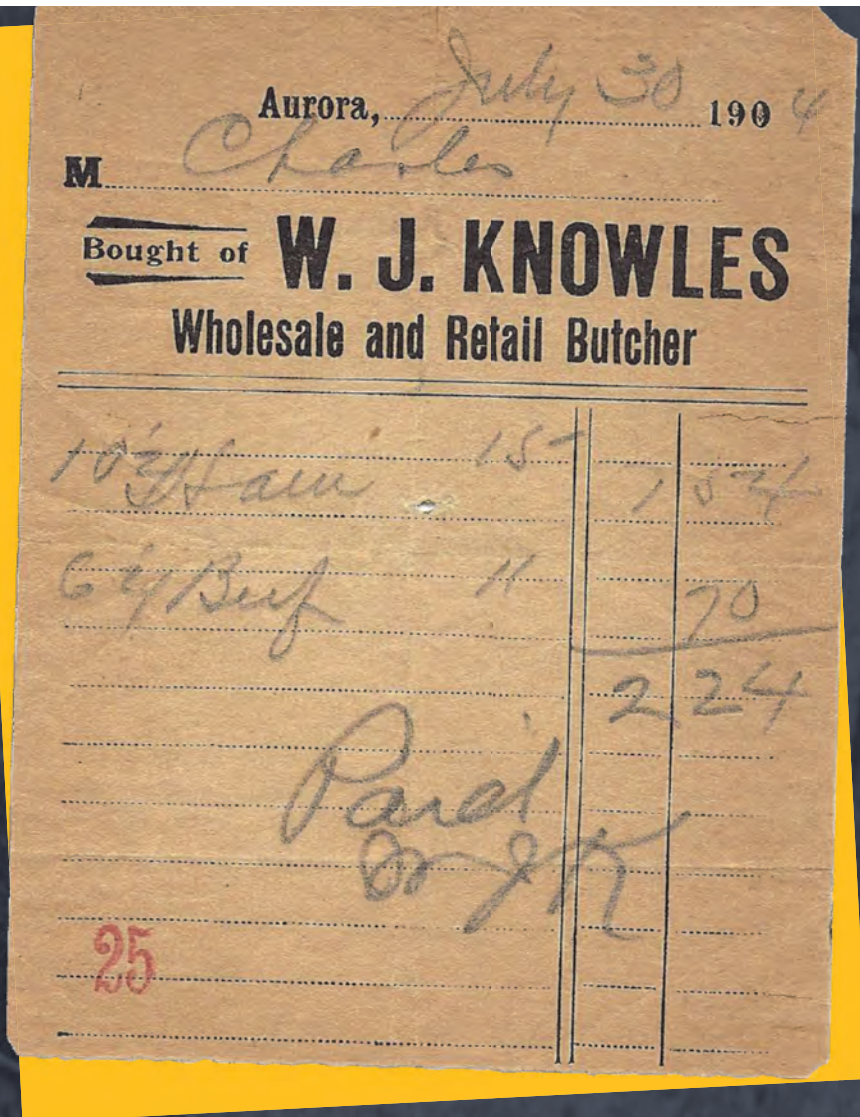 Aurora, July 30 1904
M Charles
Bought of W. J. KNOWLES
Wholesale and Retail Butcher
10¼ Ham 15 1 54
6¼ Beef 11 70
2 24
Paid
W J K
25